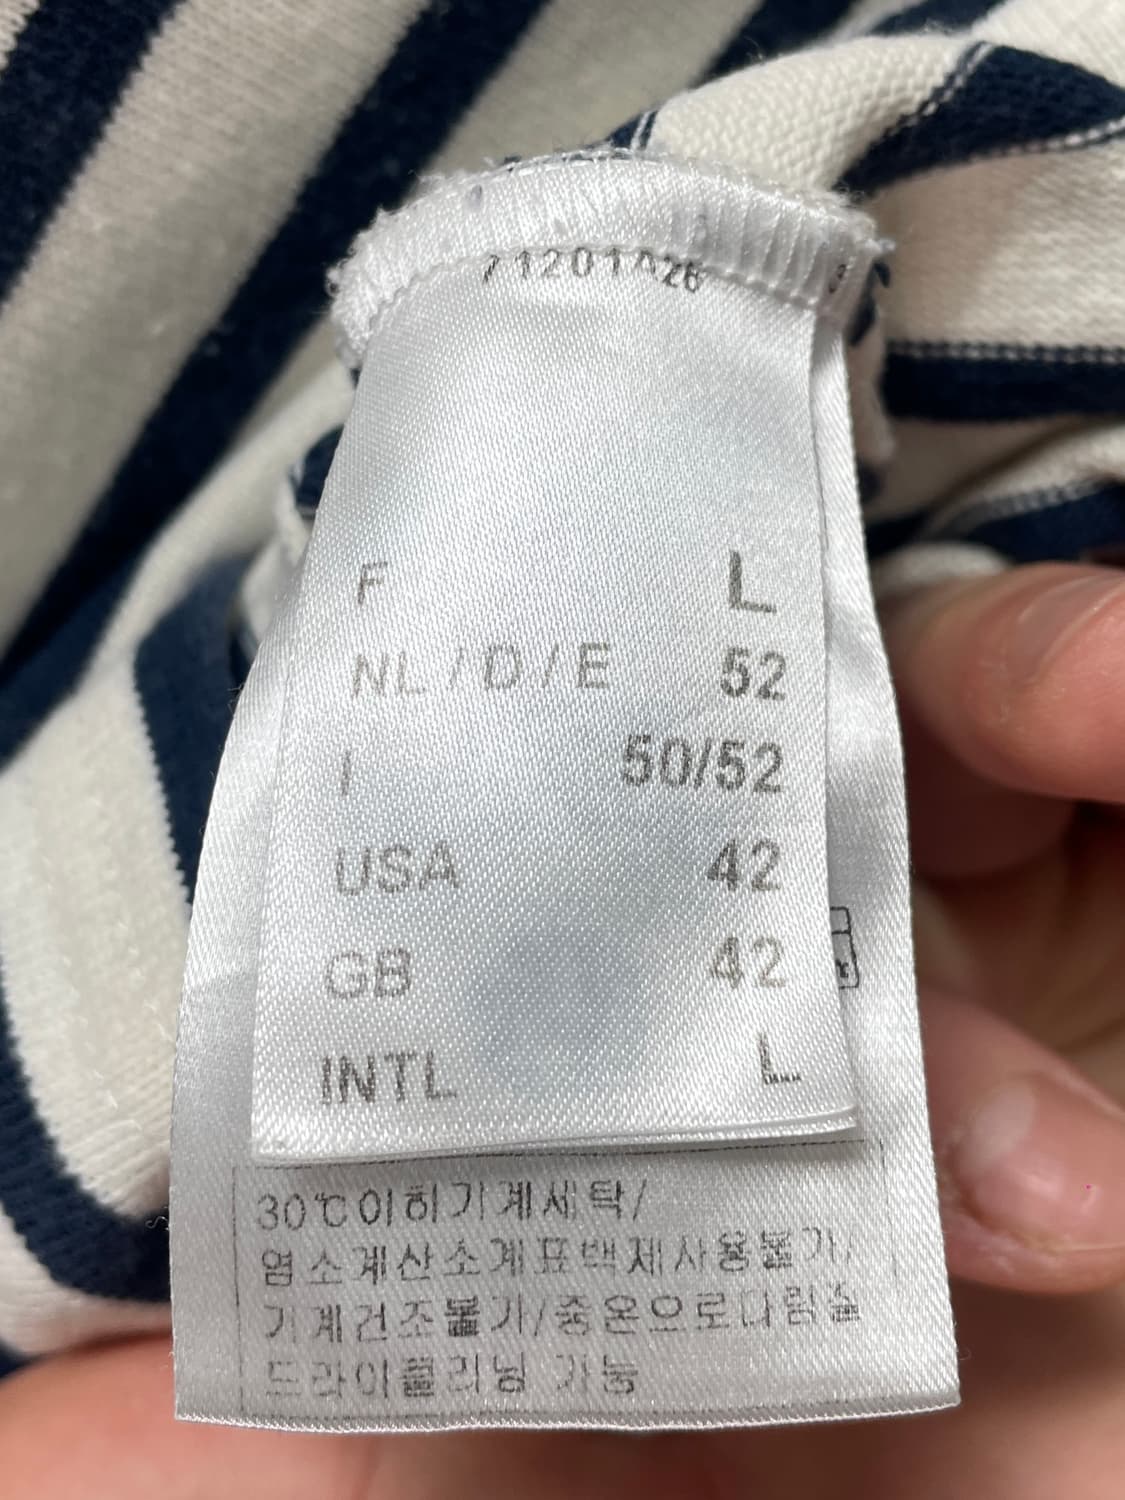 F L
NL / D / E 52
I 50/52
USA 42
GB 42
INTL L
30℃이하기계세탁/
염소계산소계표백제사용불가/
기계건조불가/중온으로다림질
드라이클리닝 가능